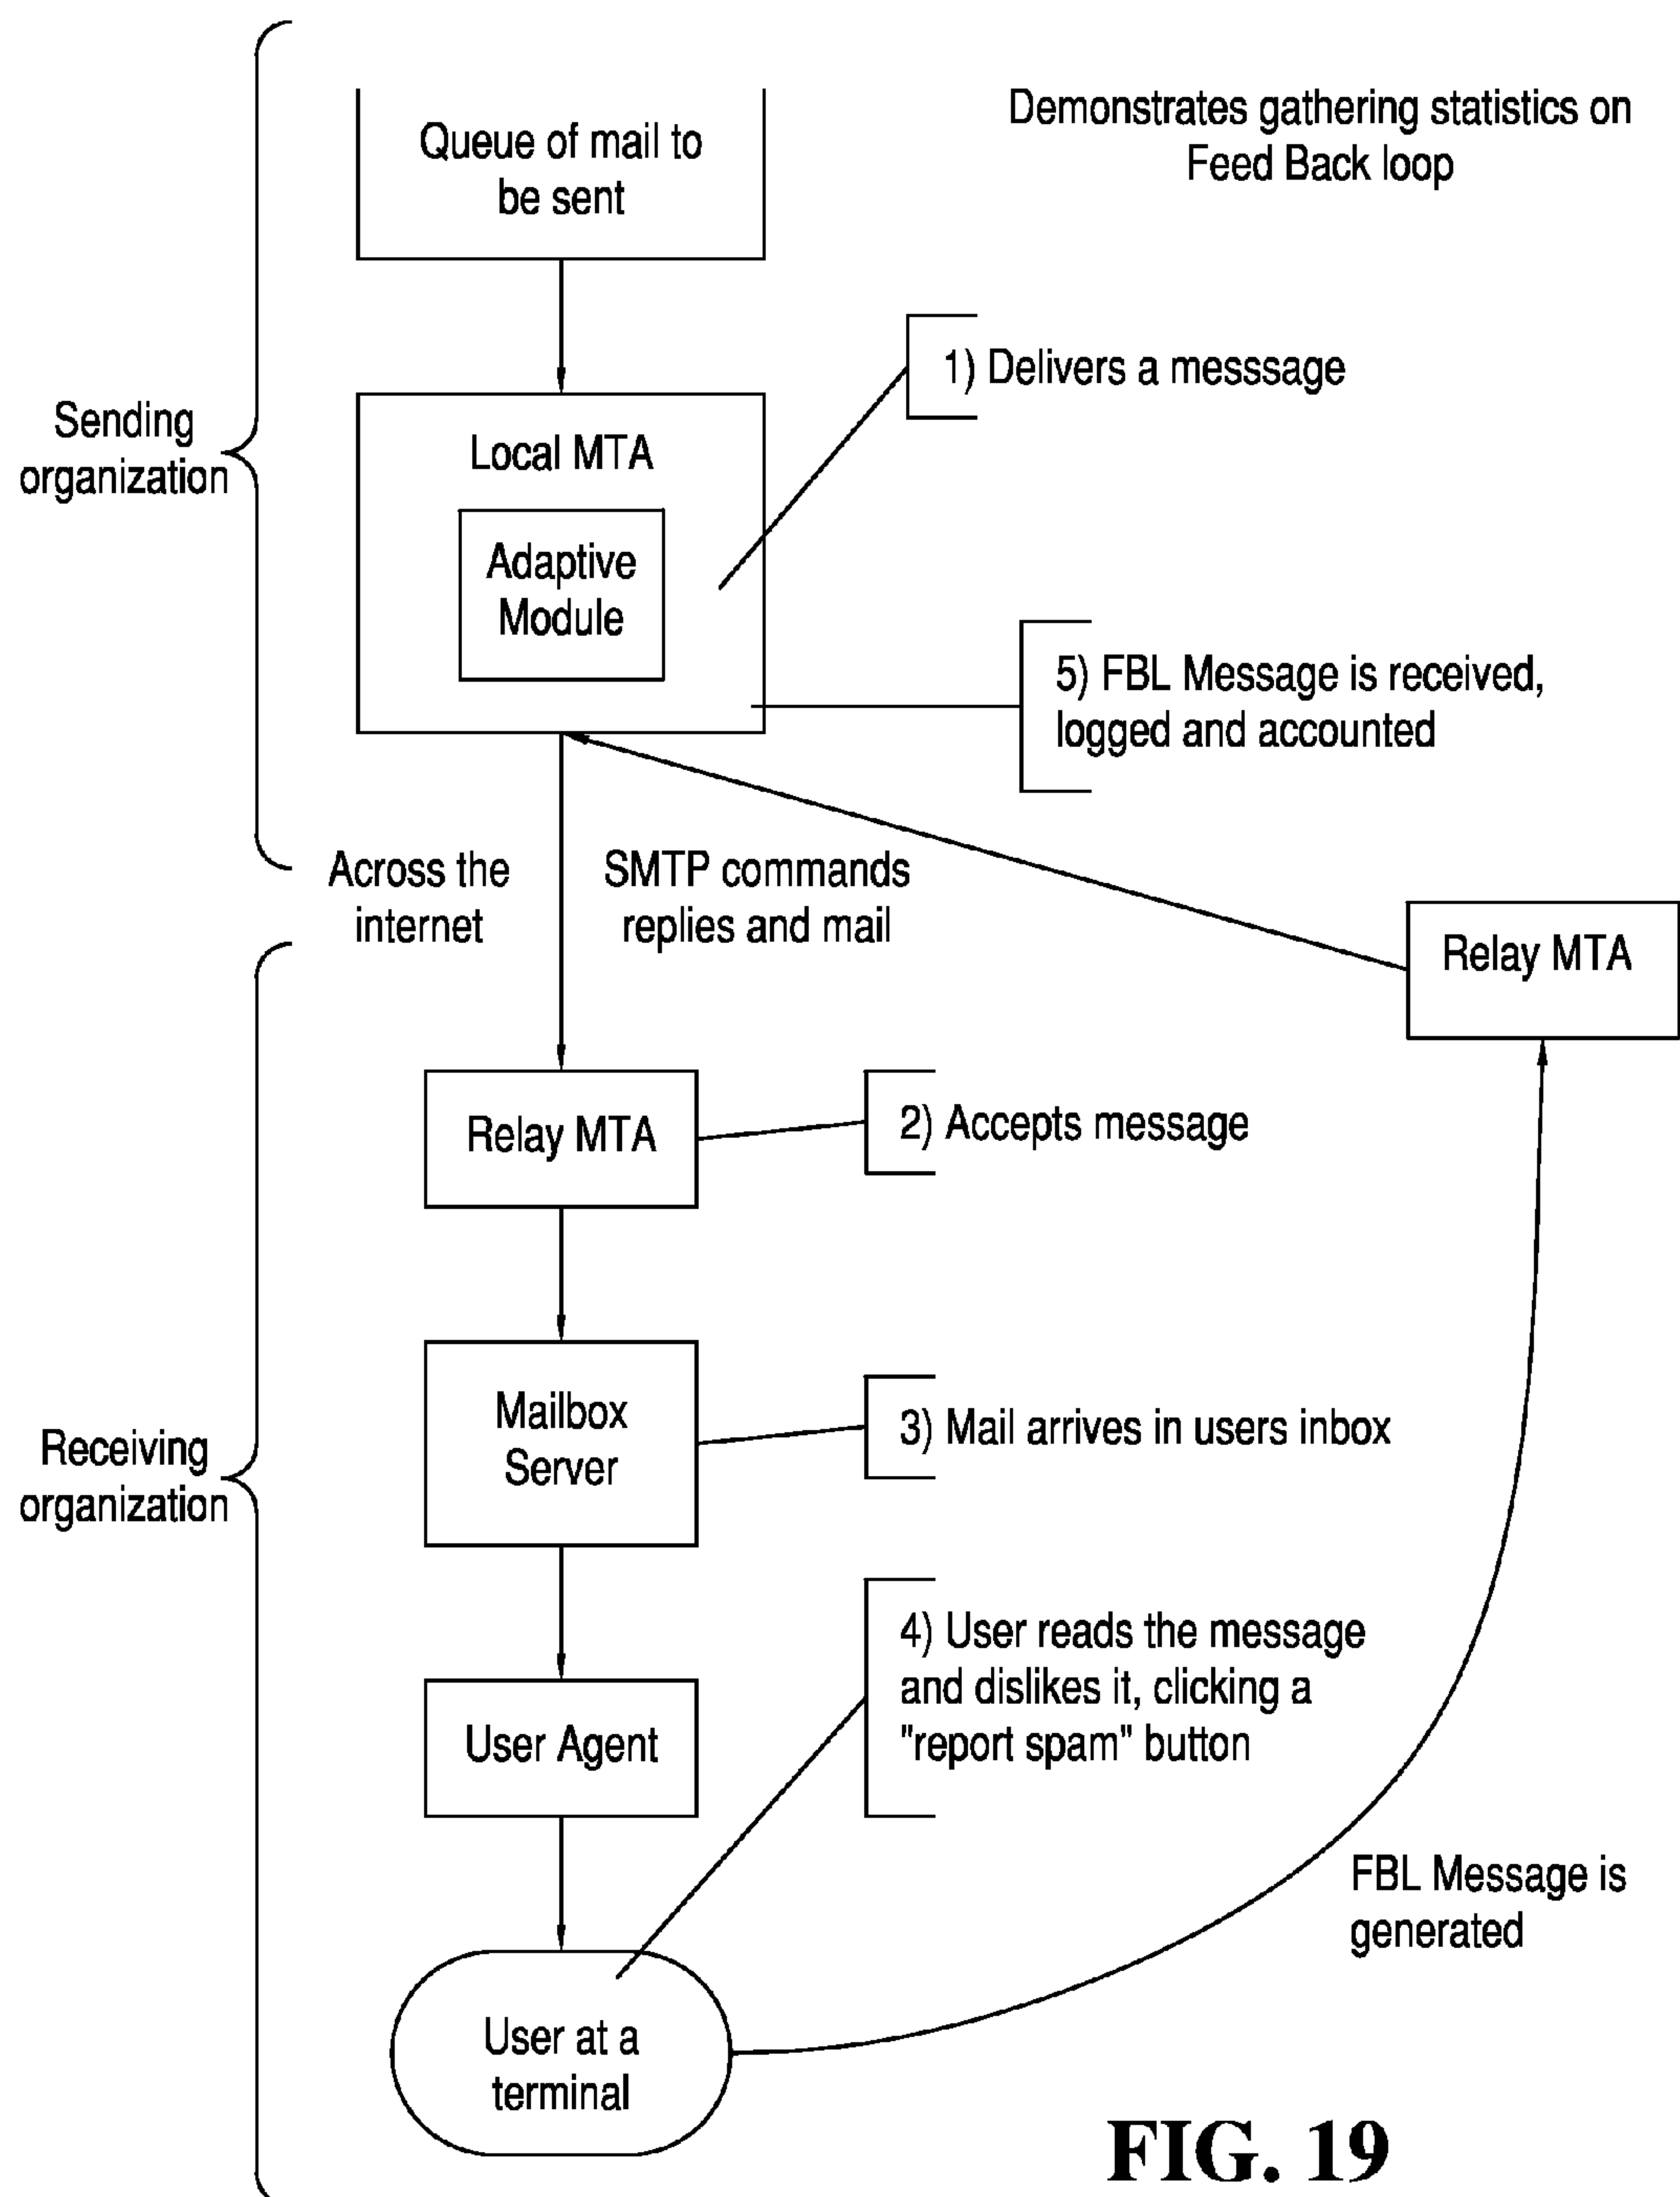 Queue of mail to
be sent
Demonstrates gathering statistics on
Feed Back loop
1) Delivers a messsage
Sending
organization
Local MTA
Adaptive
Module
5) FBL Message is received,
logged and accounted
Across the
internet
SMTP commands
replies and mail
Relay MTA
Relay MTA
2) Accepts message
Mailbox
Server
3) Mail arrives in users inbox
Receiving
organization
4) User reads the message
and dislikes it, clicking a
"report spam" button
User Agent
FBL Message is
generated
User at a
terminal
FIG. 19